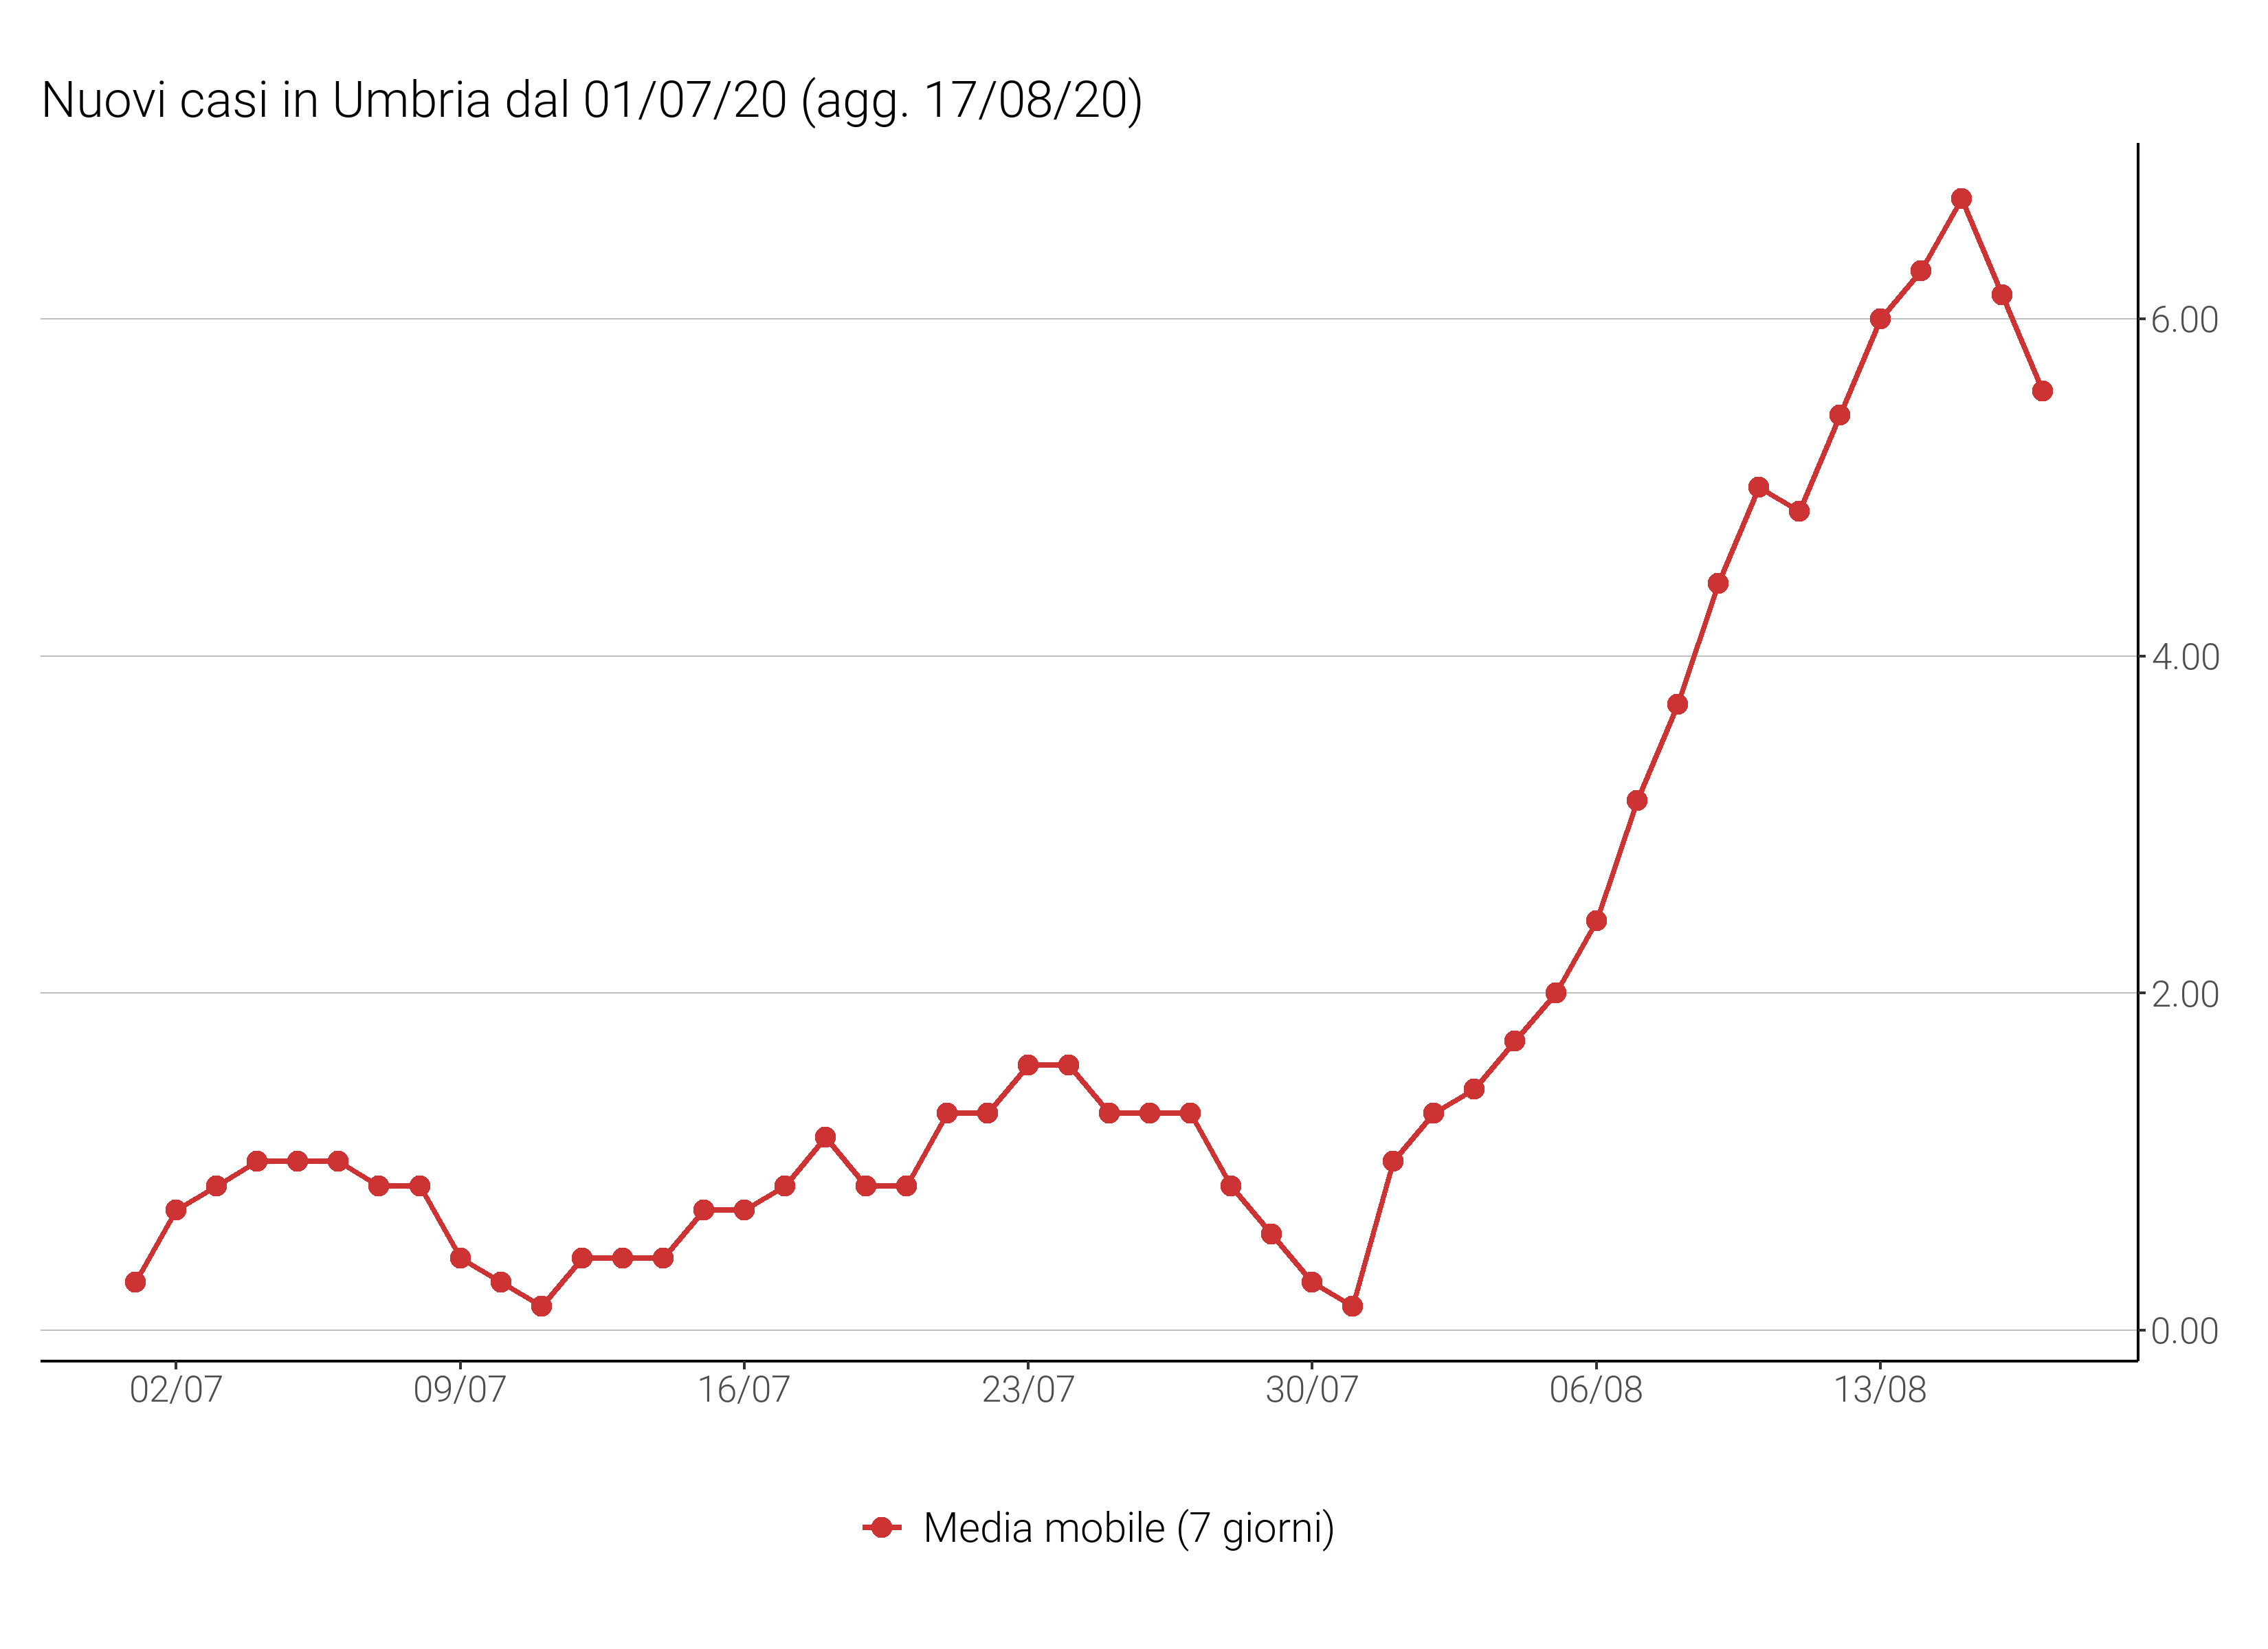 Nuovi casi in Umbria dal 01/07/20 (agg. 17/08/20)
6.00
4.00
2.00
0.00
02/07 09/07 16/07 23/07 30/07 06/08 13/08
Media mobile (7 giorni)